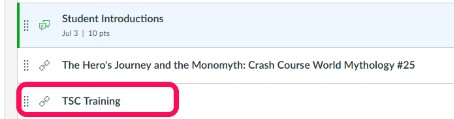 Student Introductions
Jul 3 | 10 pts
The Hero's Journey and the Monomyth: Crash Course World Mythology #25
TSC Training